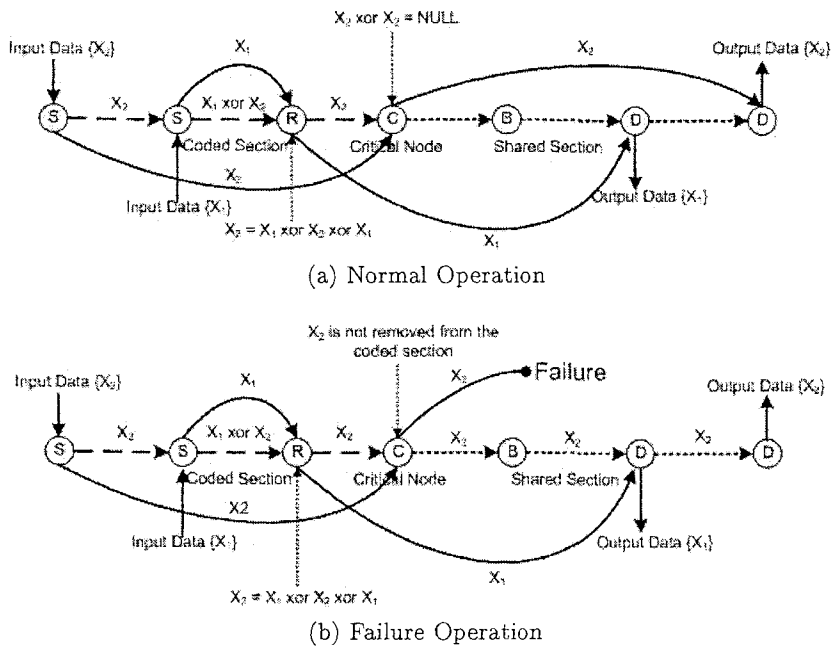 X₂ xor X₂ = NULL
Input Data {X₂}
X₁
X₂
Output Data {X₂}
S
X₂
S
X₁ xor X₂
R
X₂
C
B
D
D
Coded Section
Critical Node
Shared Section
X₂
Input Data {X₁}
Output Data {X₁}
X₂ = X₁ xor X₂ xor X₁
X₁
(a) Normal Operation
X₂ is not removed from the
coded section
Input Data {X₂}
X₁
X₂
Failure
Output Data {X₂}
S
X₂
S
X₁ xor X₂
R
X₂
C
X₂
B
X₂
D
X₂
D
Coded Section
Critical Node
Shared Section
X2
Input Data {X₁}
Output Data {X₁}
X₁
X₂ = X₁ xor X₂ xor X₁
(b) Failure Operation